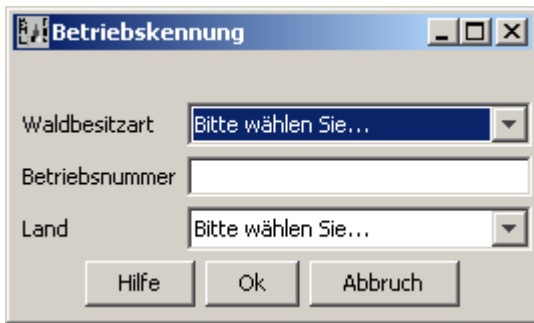 Betriebskennung
Waldbesitzart Bitte wählen Sie...
Betriebsnummer
Land Bitte wählen Sie...
Hilfe Ok Abbruch